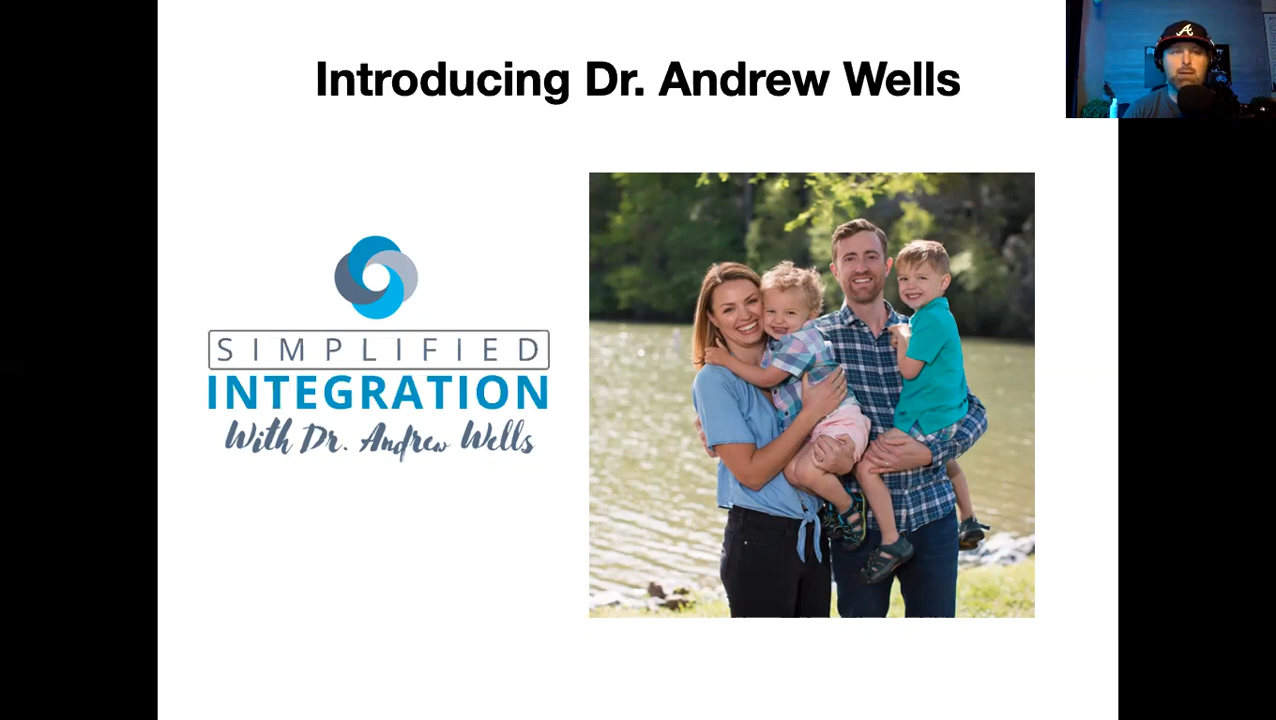 Introducing Dr. Andrew Wells
A
SIMPLIFIED
INTEGRATION
With Dr. Andrew Wells